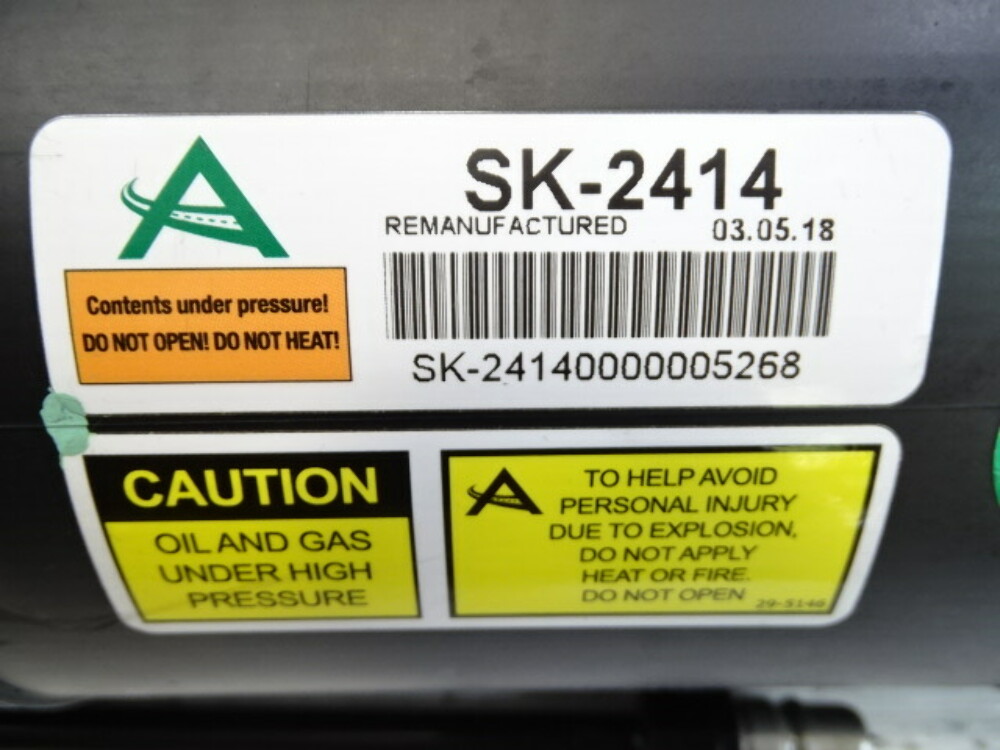 SK-2414
REMANUFACTURED 03.05.18
SK-24140000005268
Contents under pressure!
DO NOT OPEN! DO NOT HEAT!
CAUTION
OIL AND GAS
UNDER HIGH
PRESSURE
TO HELP AVOID
PERSONAL INJURY
DUE TO EXPLOSION,
DO NOT APPLY
HEAT OR FIRE.
DO NOT OPEN
29-5140